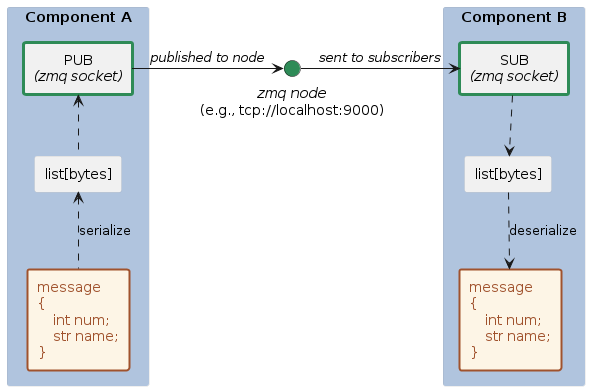 Component A
PUB
(zmq socket)
list[bytes]
serialize
message
{
int num;
str name;
}
published to node
sent to subscribers
zmq node
(e.g., tcp://localhost:9000)
Component B
SUB
(zmq socket)
list[bytes]
deserialize
message
{
int num;
str name;
}